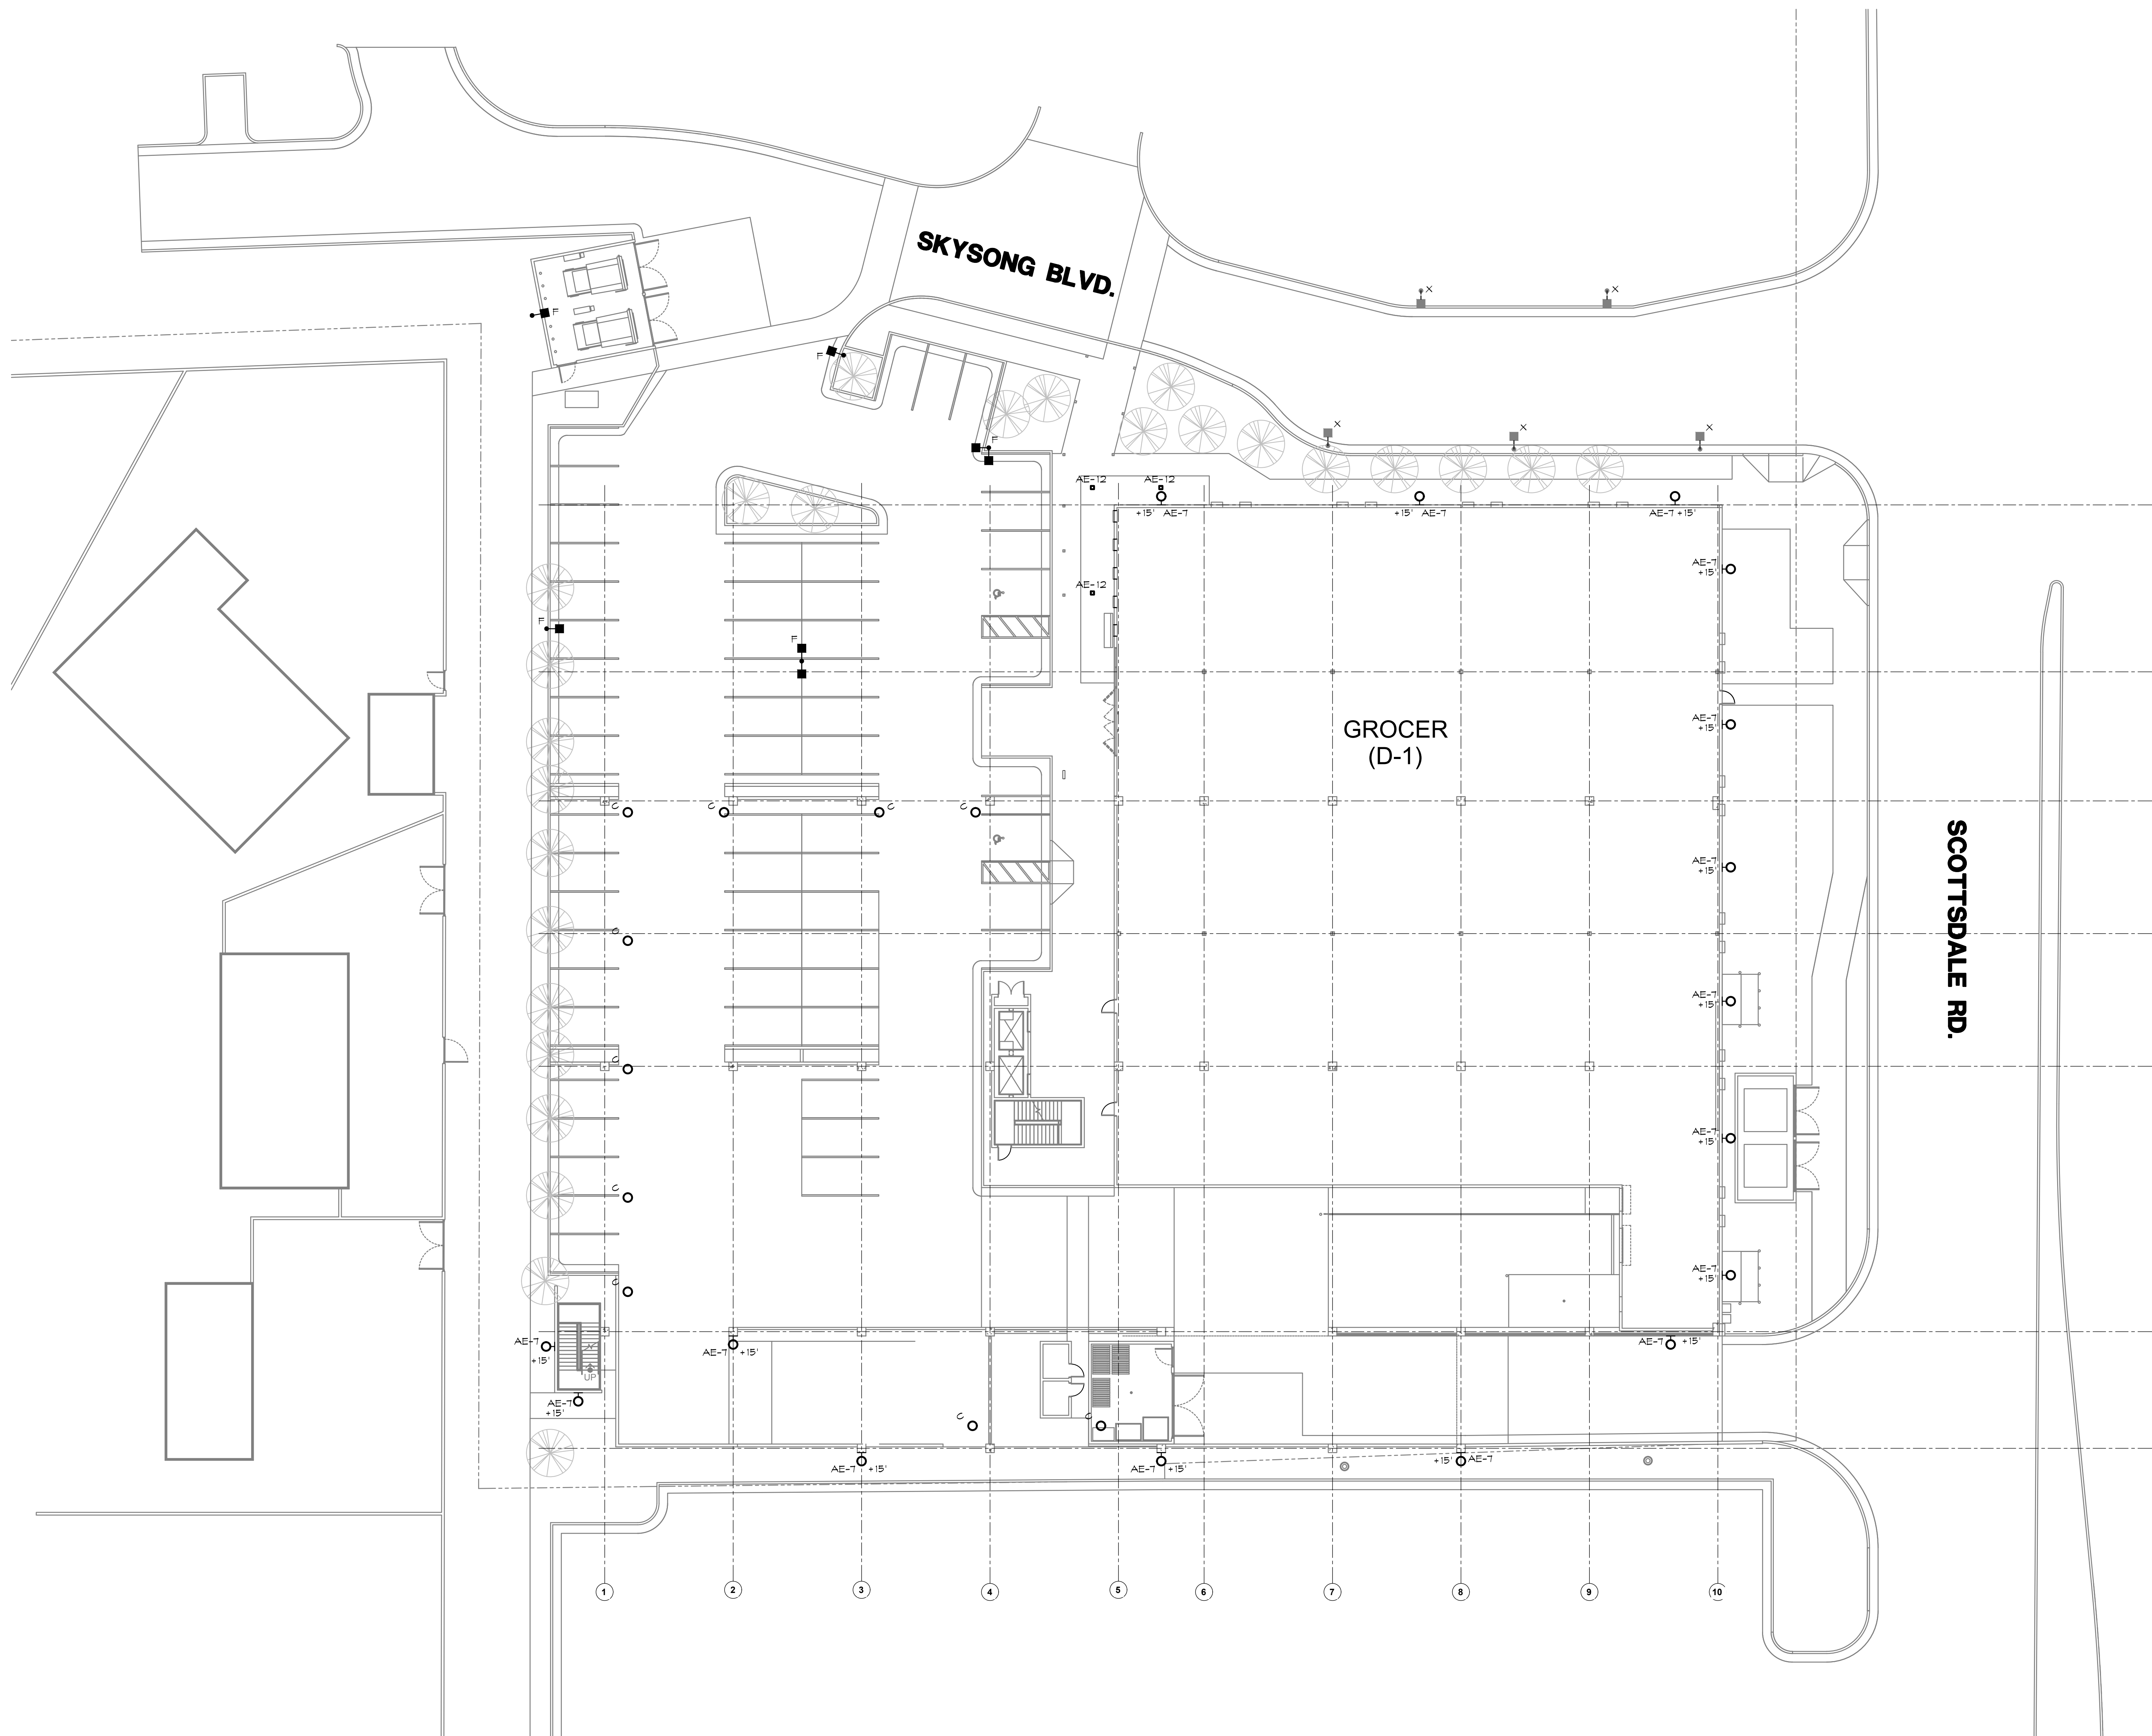 SKYSONG BLVD.
X X
F
F
F
X X X
AE-12 AE-12
+15' AE-7
+15' AE-7
AE-7 +15'
AE-7
+15'
AE-12
F
F
GROCER
(D-1)
AE-7
+15'
C C C C
AE-7
+15'
SCOTTSDALE RD.
C
AE-7
+15'
C
AE-7
+15'
C
AE-7
+15'
C
AE-7
+15'
UP
AE-7 +15'
AE-7 +15'
AE-7
+15'
C C
AE-7 +15'
AE-7 +15'
+15' AE-7
1 2 3 4 5 6 7 8 9 10